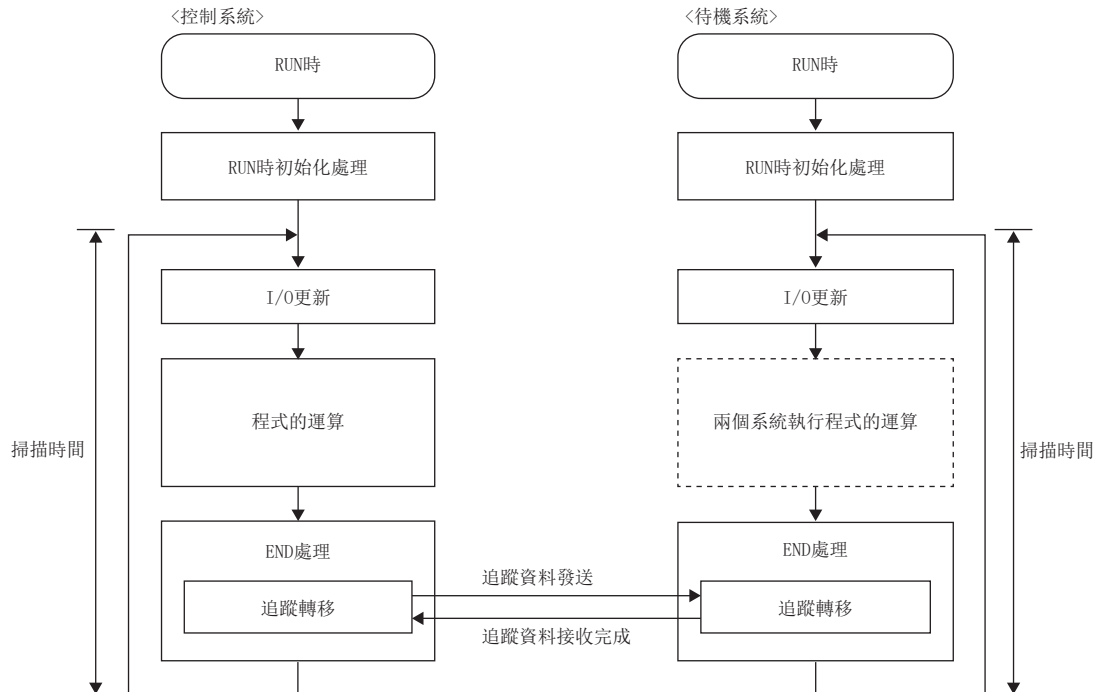 <控制系統>
RUN時
RUN時初始化處理
I/O更新
程式的運算
掃描時間
END處理
追蹤轉移
追蹤資料發送
追蹤資料接收完成
<待機系統>
RUN時
RUN時初始化處理
I/O更新
兩個系統執行程式的運算
掃描時間
END處理
追蹤轉移